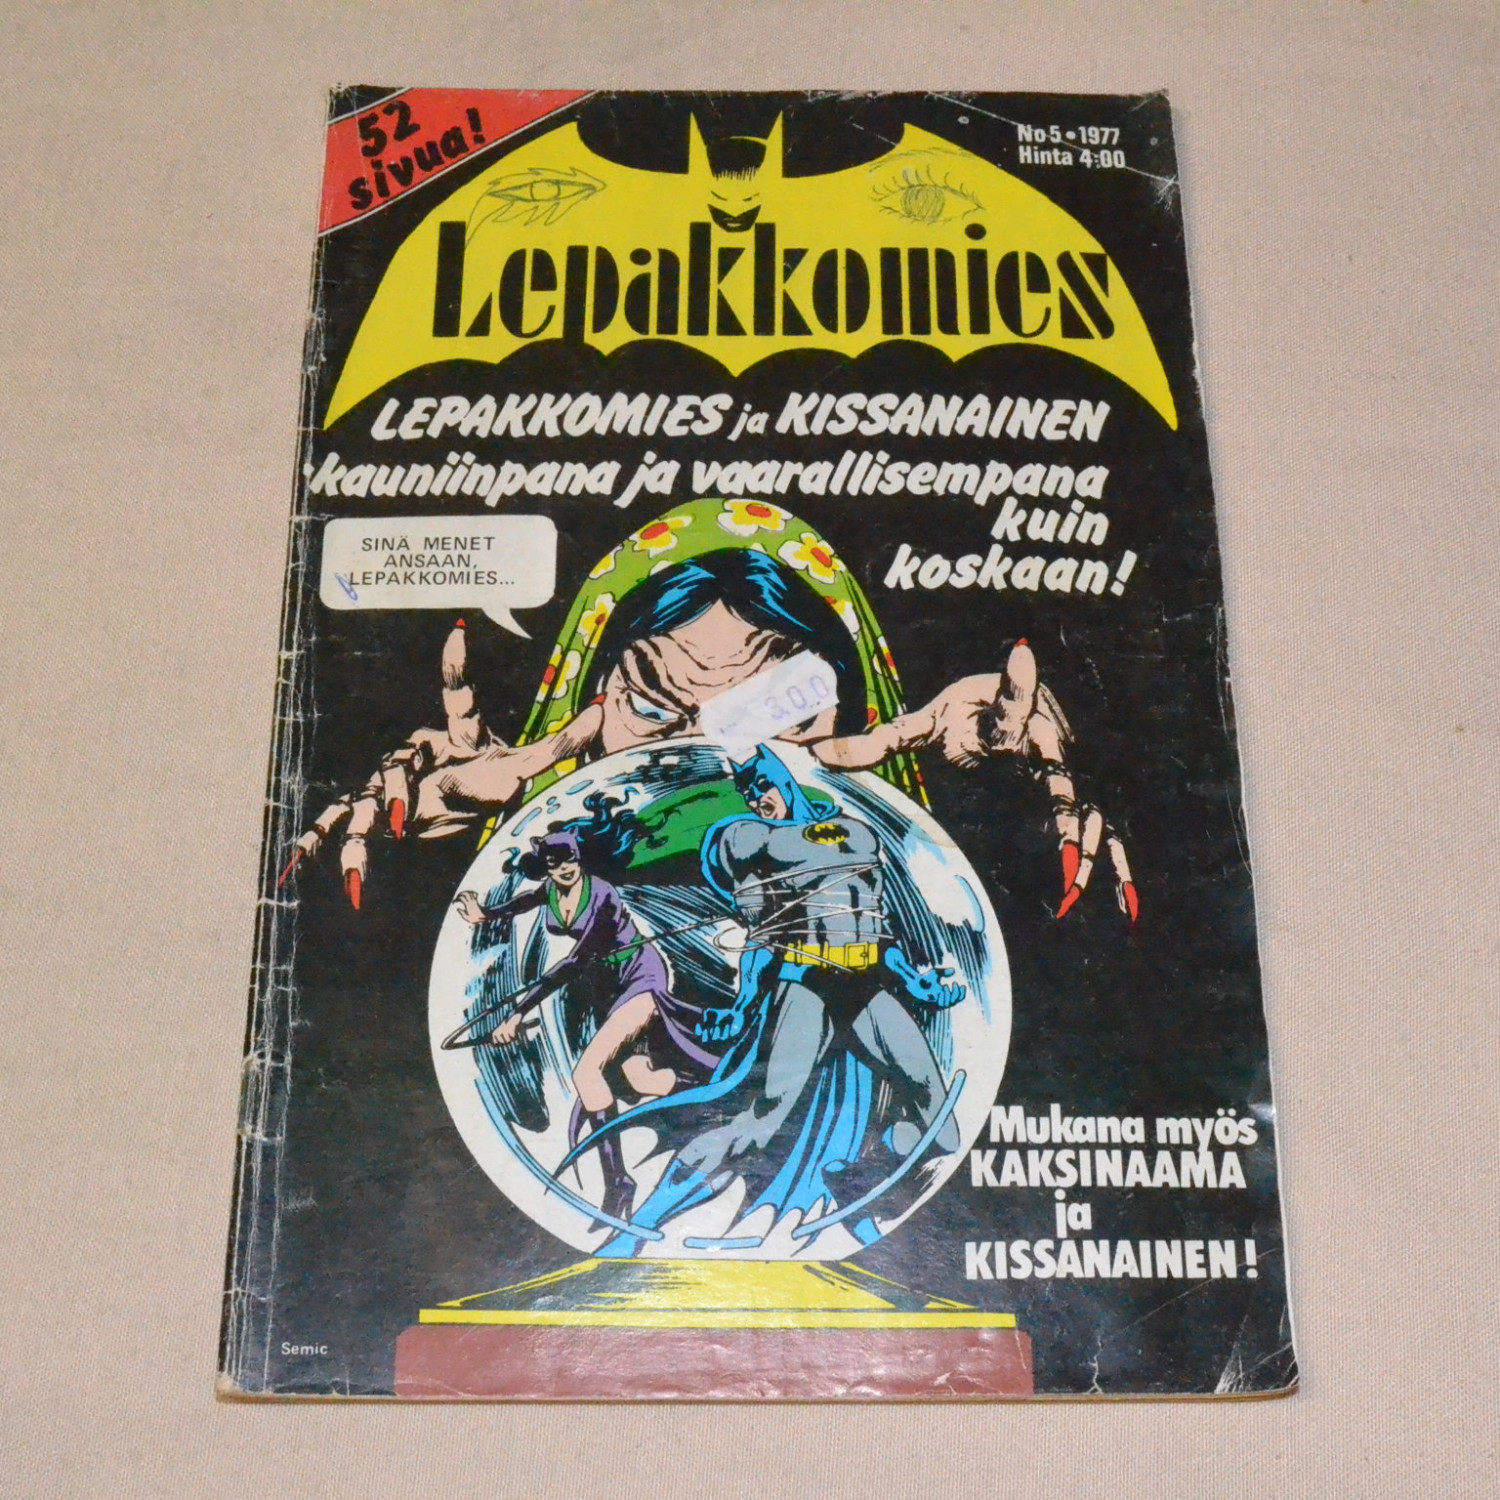 52
sivua!
No 5 • 1977
Hinta 4:00
Lepakkomies
LEPAKKOMIES ja KISSANAINEN
kauniinpana ja vaarallisempana
kuin
koskaan!
SINÄ MENET
ANSAAN,
LEPAKKOMIES...
3.00
Mukana myös
KAKSINAAMA
ja
KISSANAINEN!
Semic